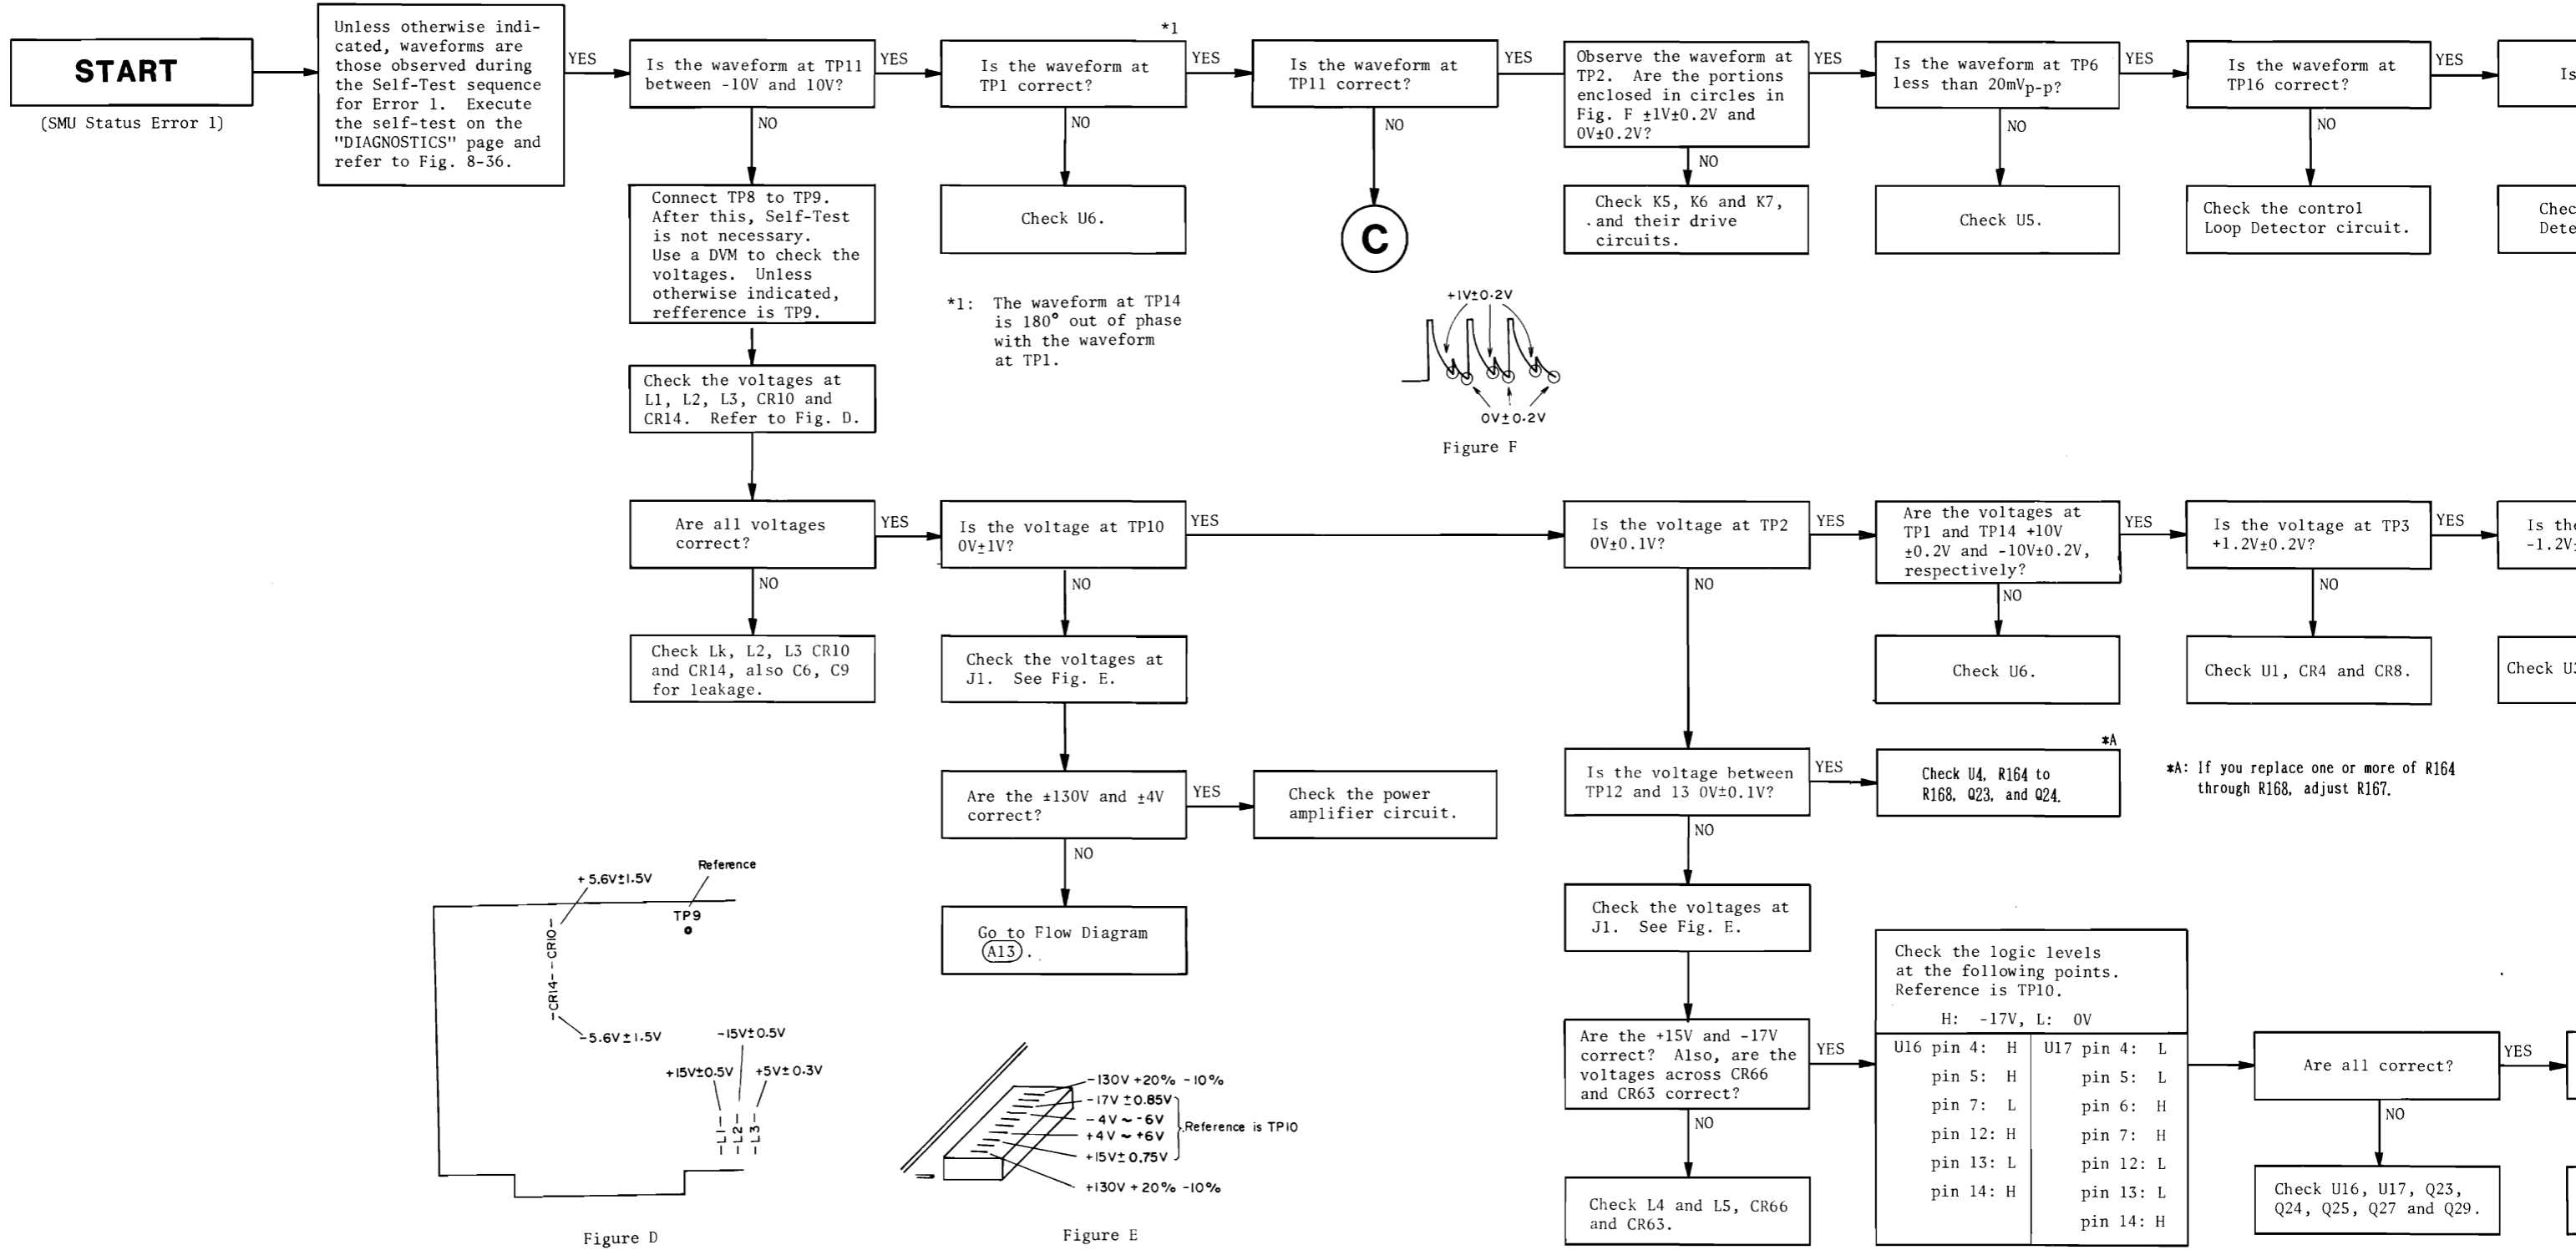 START
(SMU Status Error 1)
Unless otherwise indi-
cated, waveforms are
those observed during
the Self-Test sequence
for Error 1. Execute
the self-test on the
"DIAGNOSTICS" page and
refer to Fig. 8-36.
YES
Is the waveform at TP11
between -10V and 10V?
YES
NO
*1
Is the waveform at
TP1 correct?
YES
NO
Is the waveform at
TP11 correct?
YES
NO
Observe the waveform at
TP2. Are the portions
enclosed in circles in
Fig. F ±1V±0.2V and
0V±0.2V?
YES
NO
Is the waveform at TP6
less than 20mVp-p?
YES
NO
Is the waveform at
TP16 correct?
YES
NO
Is
Connect TP8 to TP9.
After this, Self-Test
is not necessary.
Use a DVM to check the
voltages. Unless
otherwise indicated,
refference is TP9.
Check U6.
C
Check K5, K6 and K7,
and their drive
circuits.
Check U5.
Check the control
Loop Detector circuit.
Chec
Dete
*1: The waveform at TP14
is 180° out of phase
with the waveform
at TP1.
+1V±0.2V
0V±0.2V
Figure F
Check the voltages at
L1, L2, L3, CR10 and
CR14. Refer to Fig. D.
Are all voltages
correct?
YES
NO
Is the voltage at TP10
0V±1V?
YES
NO
Is the voltage at TP2
0V±0.1V?
YES
NO
Are the voltages at
TP1 and TP14 +10V
±0.2V and -10V±0.2V,
respectively?
YES
NO
Is the voltage at TP3
+1.2V±0.2V?
YES
NO
Is the
-1.2V±
Check Lk, L2, L3 CR10
and CR14, also C6, C9
for leakage.
Check the voltages at
J1. See Fig. E.
Check U6.
Check U1, CR4 and CR8.
Check U3
Are the ±130V and ±4V
correct?
YES
NO
Check the power
amplifier circuit.
Go to Flow Diagram
A13.
Is the voltage between
TP12 and 13 0V±0.1V?
YES
NO
*A
Check U4, R164 to
R168, Q23, and Q24.
*A: If you replace one or more of R164
through R168, adjust R167.
Check the voltages at
J1. See Fig. E.
Are the +15V and -17V
correct? Also, are the
voltages across CR66
and CR63 correct?
YES
NO
Check L4 and L5, CR66
and CR63.
Check the logic levels
at the following points.
Reference is TP10.
H: -17V, L: 0V
U16 pin 4: H U17 pin 4: L
pin 5: H pin 5: L
pin 7: L pin 6: H
pin 12: H pin 7: H
pin 13: L pin 12: L
pin 14: H pin 13: L
pin 14: H
Are all correct?
YES
NO
Check U16, U17, Q23,
Q24, Q25, Q27 and Q29.
+5.6V±1.5V
Reference
TP9
-CR14- -CR10-
-5.6V±1.5V
-15V±0.5V
+15V±0.5V
+5V±0.3V
-L1-
-L2-
-L3-
Figure D
-130V +20% -10%
-17V ±0.85V
-4V ~ -6V
+4V ~ +6V
Reference is TP10
+15V±0.75V
+130V +20% -10%
Figure E